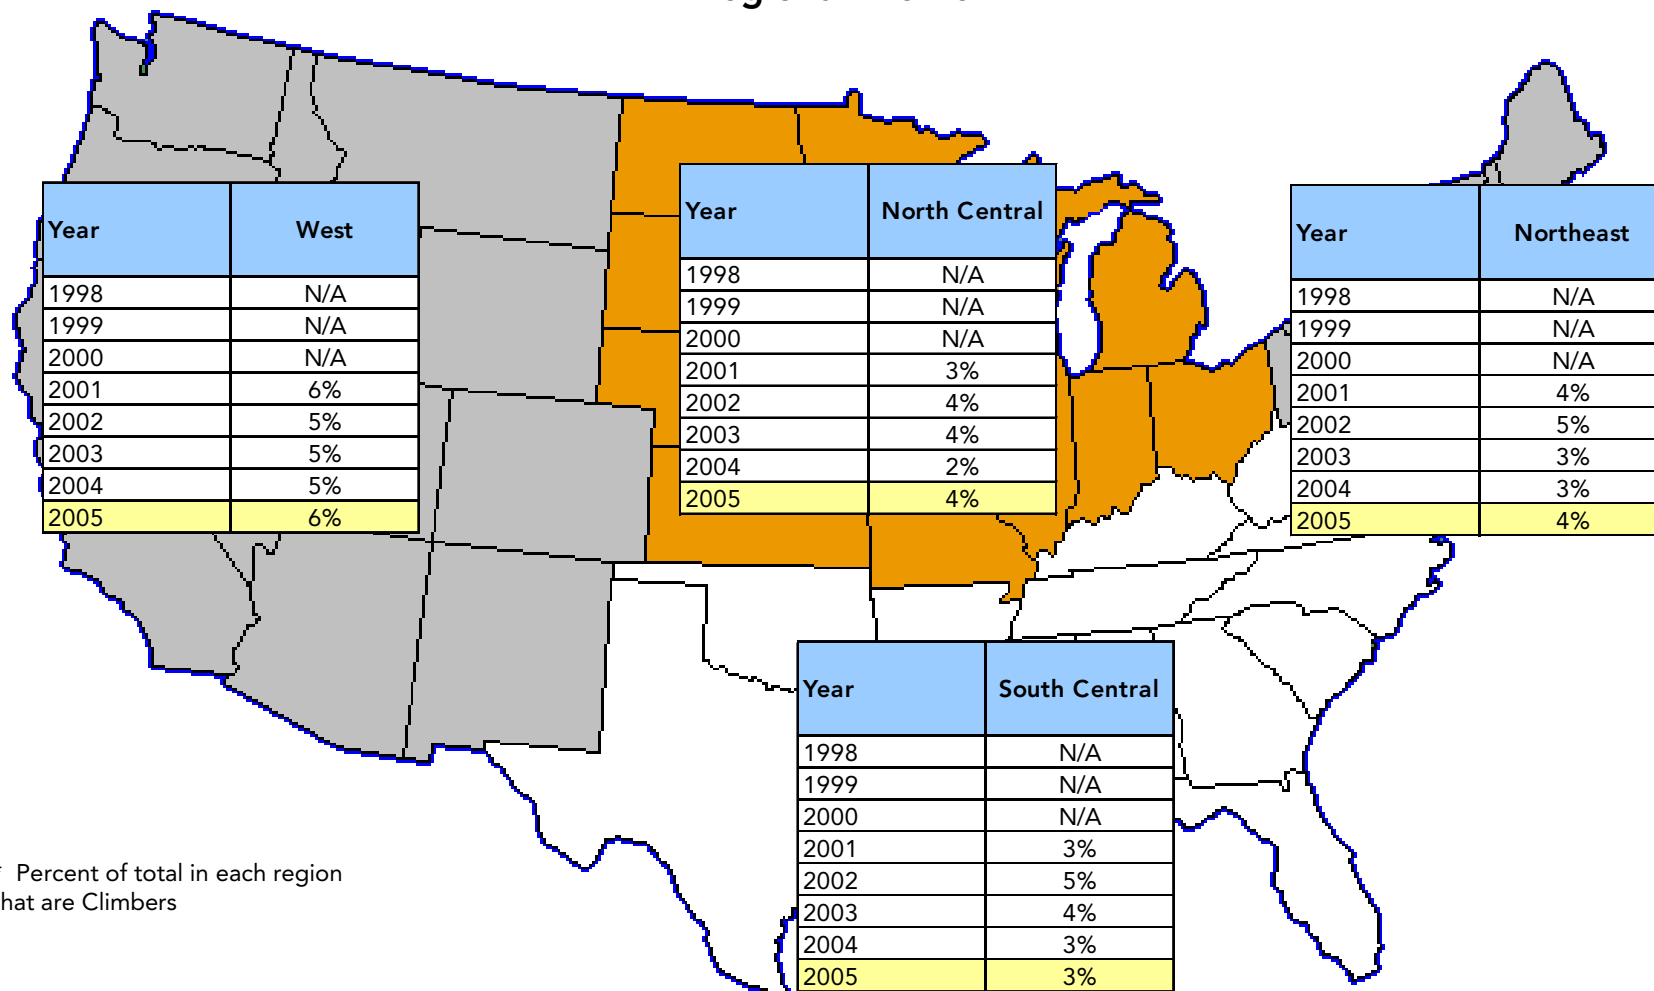 Year West
1998 N/A
1999 N/A
2000 N/A
2001 6%
2002 5%
2003 5%
2004 5%
2005 6%
Year North Central
1998 N/A
1999 N/A
2000 N/A
2001 3%
2002 4%
2003 4%
2004 2%
2005 4%
Year Northeast
1998 N/A
1999 N/A
2000 N/A
2001 4%
2002 5%
2003 3%
2004 3%
2005 4%
Year South Central
1998 N/A
1999 N/A
2000 N/A
2001 3%
2002 5%
2003 4%
2004 3%
2005 3%
* Percent of total in each region
hat are Climbers